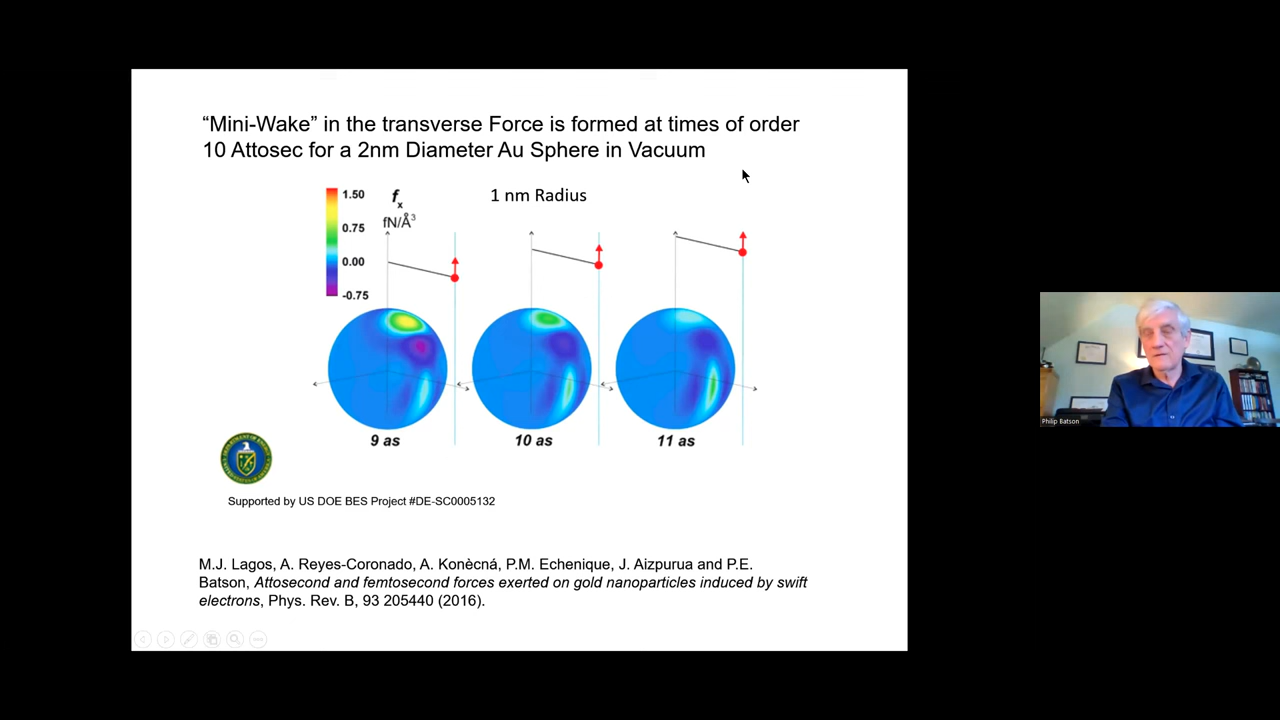 “Mini-Wake” in the transverse Force is formed at times of order
10 Attosec for a 2nm Diameter Au Sphere in Vacuum
1.50
0.75
0.00
-0.75
fx
fN/Å³
1 nm Radius
9 as
10 as
11 as
Supported by US DOE BES Project #DE-SC0005132
M.J. Lagos, A. Reyes-Coronado, A. Konècná, P.M. Echenique, J. Aizpurua and P.E.
Batson, Attosecond and femtosecond forces exerted on gold nanoparticles induced by swift
electrons, Phys. Rev. B, 93 205440 (2016).
Philip Batson